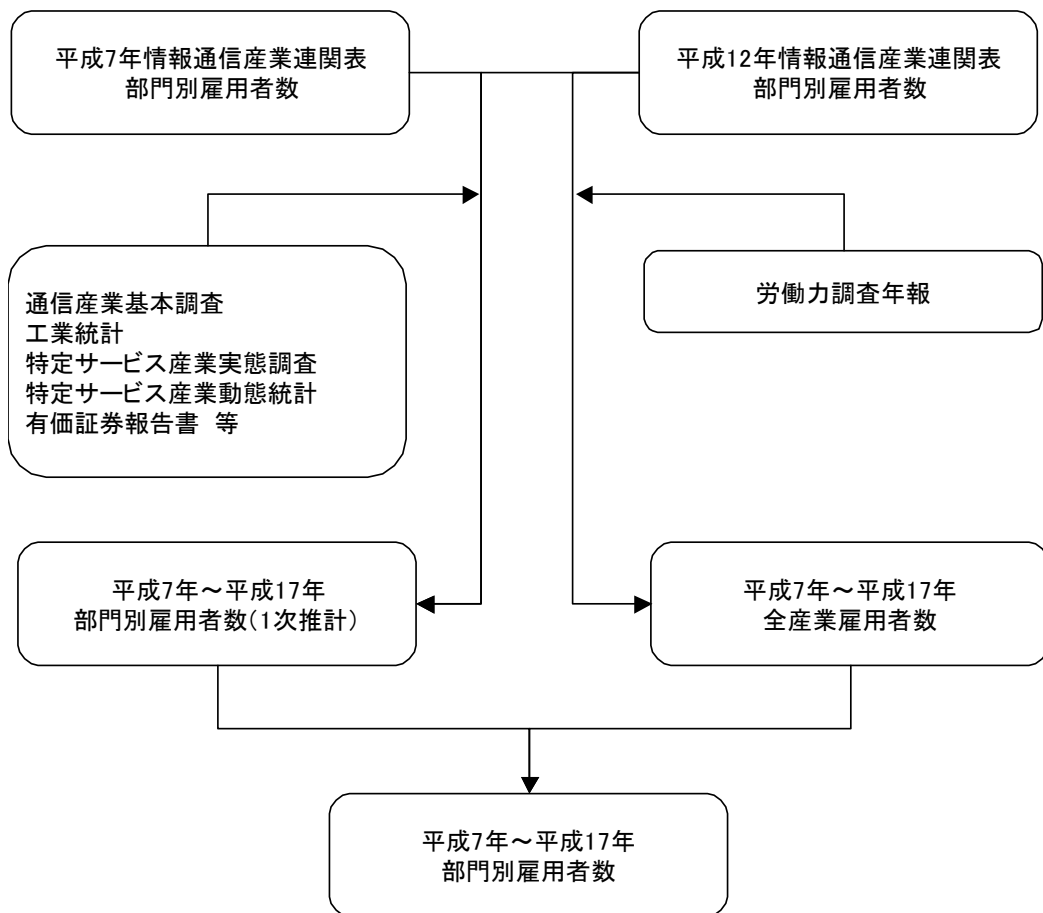 平成7年情報通信産業連関表
部門別雇用者数
平成12年情報通信産業連関表
部門別雇用者数
通信産業基本調査
工業統計
特定サービス産業実態調査
特定サービス産業動態統計
有価証券報告書　等
労働力調査年報
平成7年～平成17年
部門別雇用者数(1次推計)
平成7年～平成17年
全産業雇用者数
平成7年～平成17年
部門別雇用者数